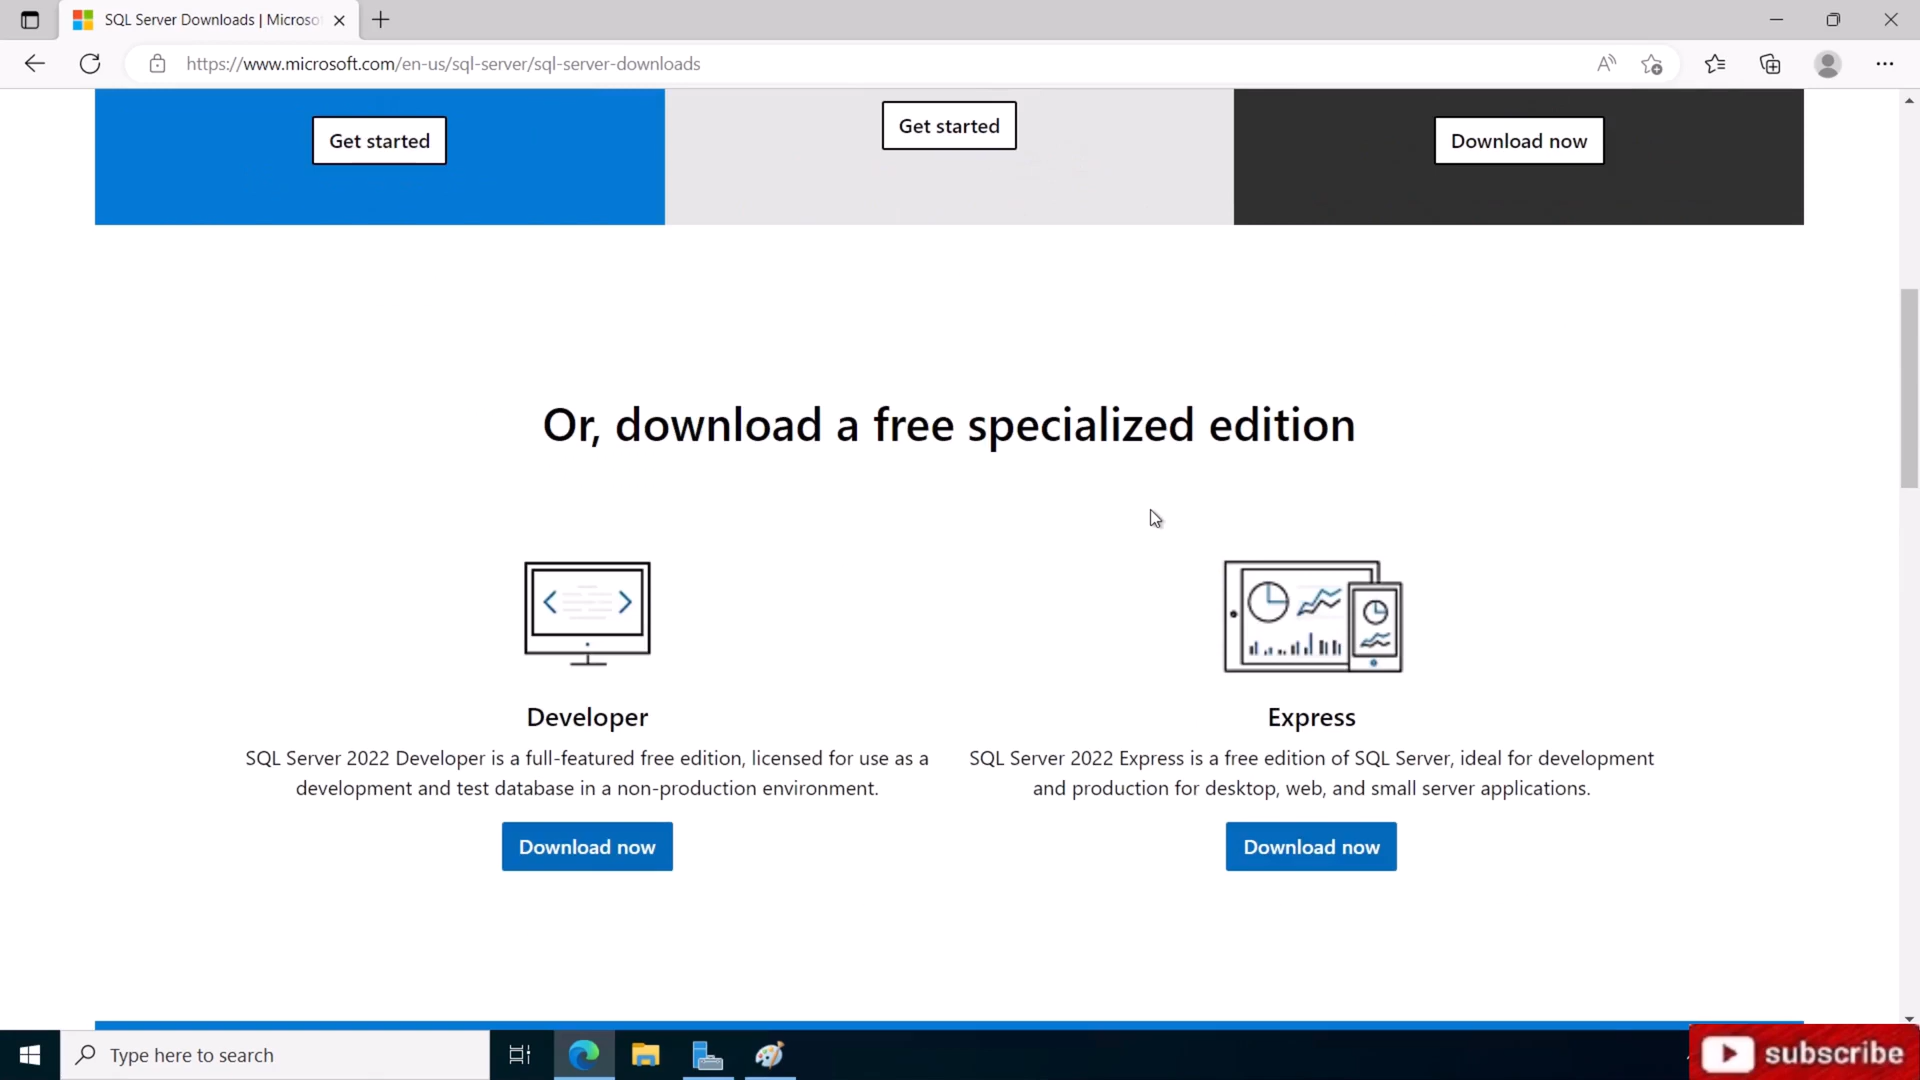 SQL Server Downloads | Microso
https://www.microsoft.com/en-us/sql-server/sql-server-downloads
Get started
Get started
Download now
Or, download a free specialized edition
Developer
SQL Server 2022 Developer is a full-featured free edition, licensed for use as a
development and test database in a non-production environment.
Download now
Express
SQL Server 2022 Express is a free edition of SQL Server, ideal for development
and production for desktop, web, and small server applications.
Download now
Type here to search
subscribe